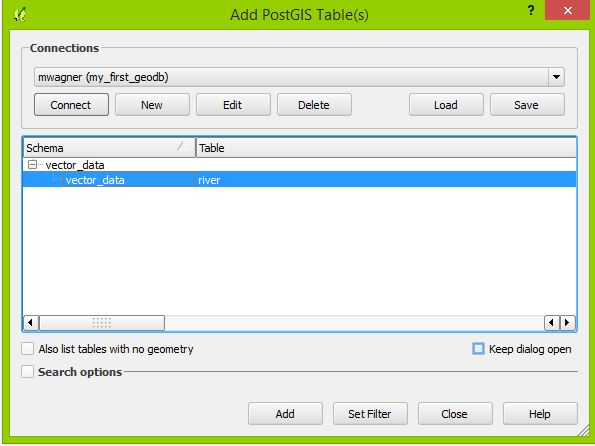 Add PostGIS Table(s)
?
x
Connections
mwagner (my_first_geodb)
Connect New Edit Delete Load Save
Schema Table
vector_data
vector_data river
Also list tables with no geometry Keep dialog open
Search options
Add Set Filter Close Help